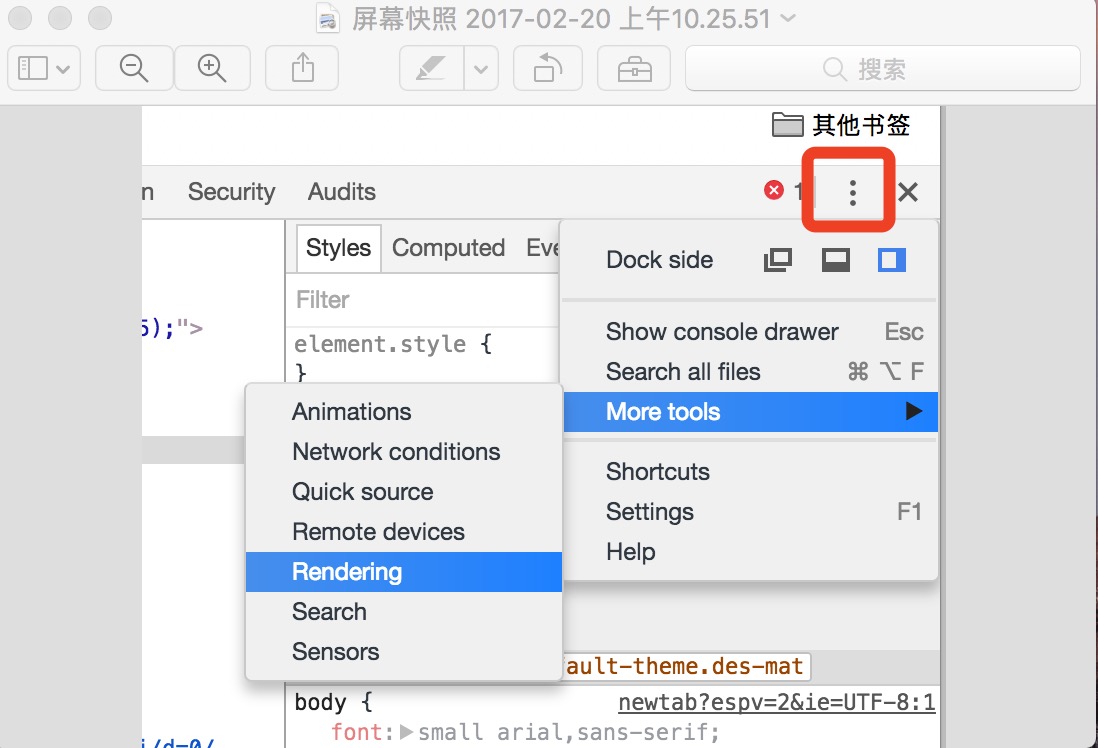 屏幕快照 2017-02-20 上午10.25.51
搜索
其他书签
n Security Audits 1
Styles Computed Eve
Dock side
Filter
5);">
element.style {
}
Show console drawer Esc
Search all files ⌘ ⌥ F
More tools
Shortcuts
Settings F1
Help
Animations
Network conditions
Quick source
Remote devices
Rendering
Search
Sensors
ault-theme.des-mat
body { newtab?espv=2&ie=UTF-8:1
font: small arial,sans-serif;
i/d=0/